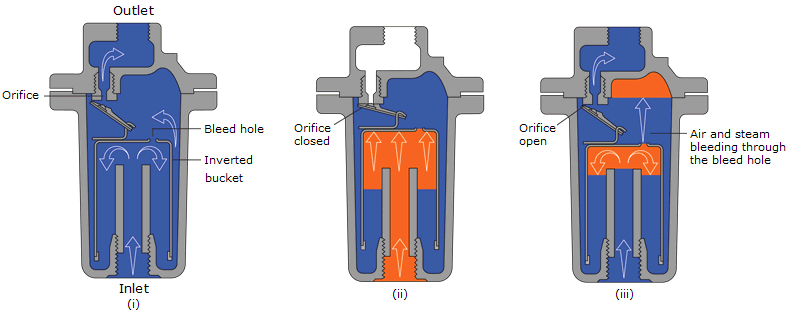 Outlet
Orifice
Bleed hole
Inverted
bucket
Inlet
(i)
Orifice
closed
(ii)
Orifice
open
Air and steam
bleeding through
the bleed hole
(iii)